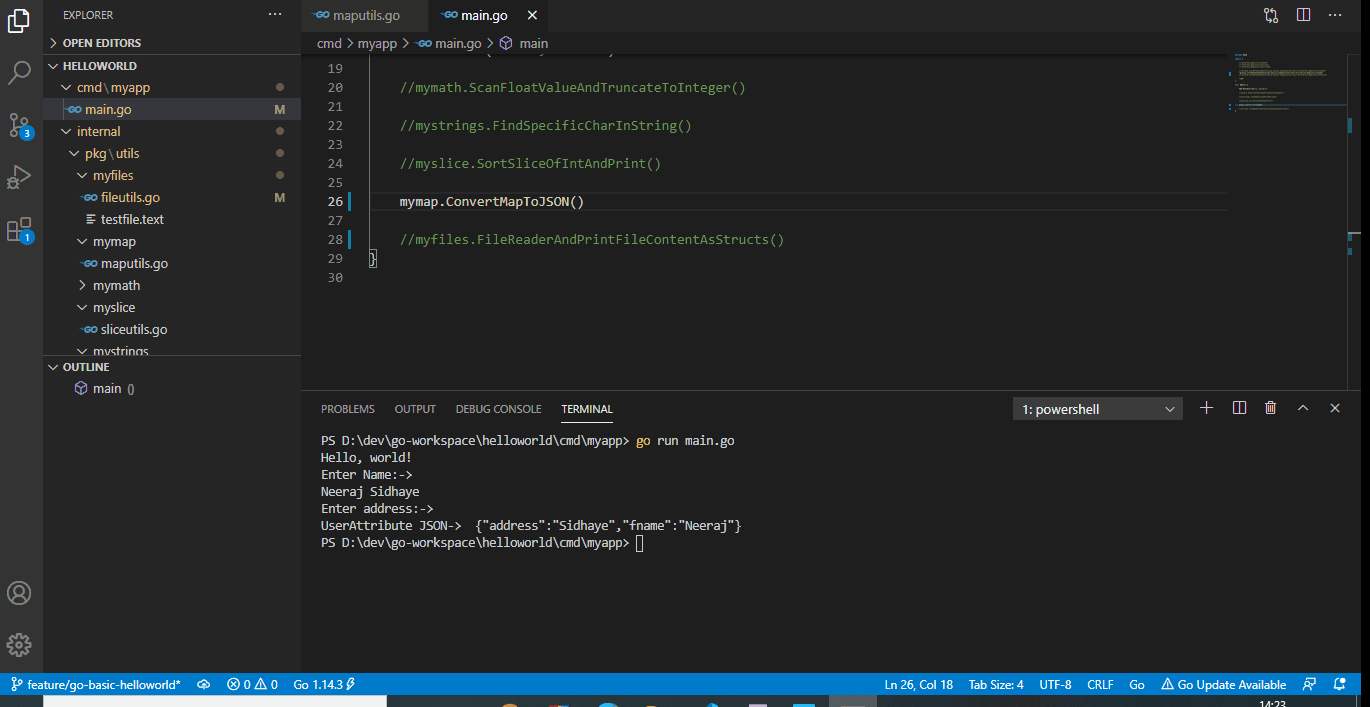 EXPLORER
OPEN EDITORS
HELLOWORLD
cmd\myapp
main.go M
internal
pkg\utils
myfiles
fileutils.go M
testfile.text
mymap
maputils.go
mymath
myslice
sliceutils.go
mystrings
OUTLINE
main ()
3
1
maputils.go main.go
cmd > myapp > main.go > main
19
20 //mymath.ScanFloatValueAndTruncateToInteger()
21
22 //mystrings.FindSpecificCharInString()
23
24 //myslice.SortSliceOfIntAndPrint()
25
26 mymap.ConvertMapToJSON()
27
28 //myfiles.FileReaderAndPrintFileContentAsStructs()
29 }
30
PROBLEMS OUTPUT DEBUG CONSOLE TERMINAL 1: powershell
PS D:\dev\go-workspace\helloworld\cmd\myapp> go run main.go
Hello, world!
Enter Name:->
Neeraj Sidhaye
Enter address:->
UserAttribute JSON-> {"address":"Sidhaye","fname":"Neeraj"}
PS D:\dev\go-workspace\helloworld\cmd\myapp>
feature/go-basic-helloworld* 0 0 Go 1.14.3 Ln 26, Col 18 Tab Size: 4 UTF-8 CRLF Go Go Update Available
14:23